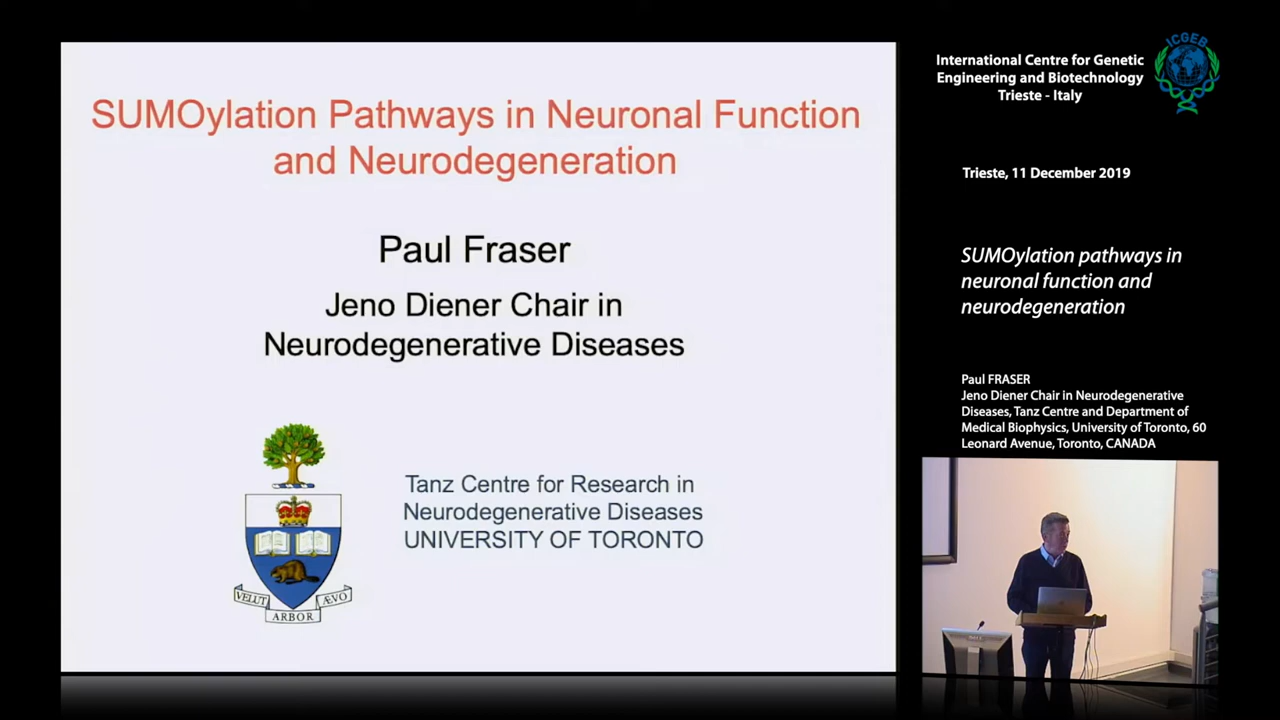 SUMOylation Pathways in Neuronal Function
and Neurodegeneration
Paul Fraser
Jeno Diener Chair in
Neurodegenerative Diseases
Tanz Centre for Research in
Neurodegenerative Diseases
UNIVERSITY OF TORONTO
VELUT
ARBOR
ÆVO
International Centre for Genetic
Engineering and Biotechnology
Trieste - Italy
ICGEB
Trieste, 11 December 2019
SUMOylation pathways in
neuronal function and
neurodegeneration
Paul FRASER
Jeno Diener Chair in Neurodegenerative
Diseases, Tanz Centre and Department of
Medical Biophysics, University of Toronto, 60
Leonard Avenue, Toronto, CANADA